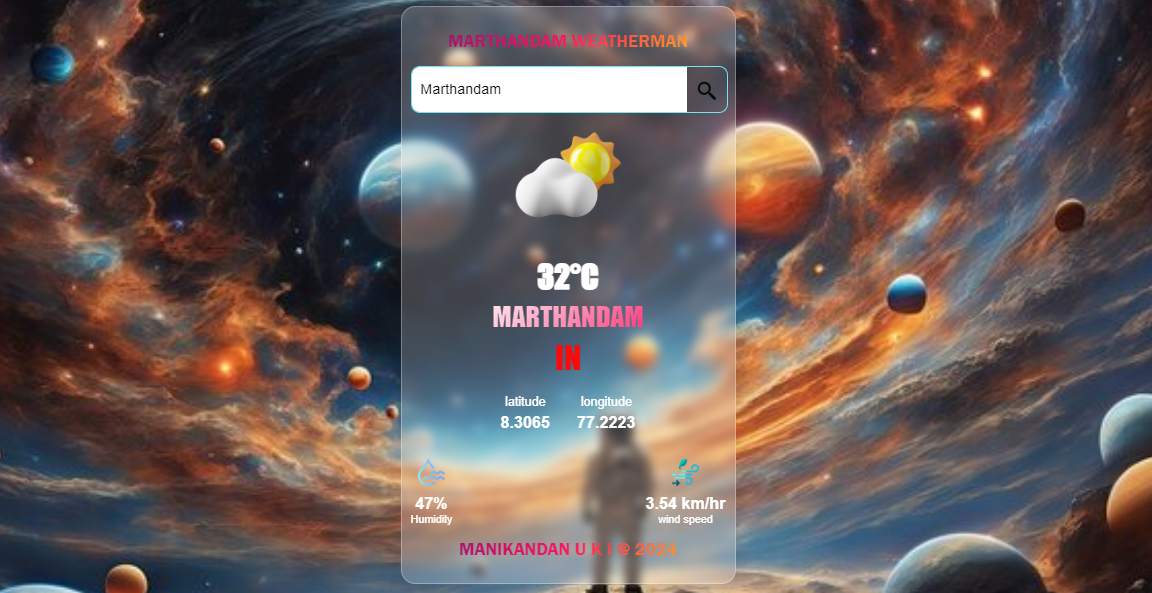 MARTHANDAM WEATHERMAN
Marthandam
32°C
MARTHANDAM
IN
latitude longitude
8.3065 77.2223
47% 3.54 km/hr
Humidity wind speed
MANIKANDAN U K I @ 2024